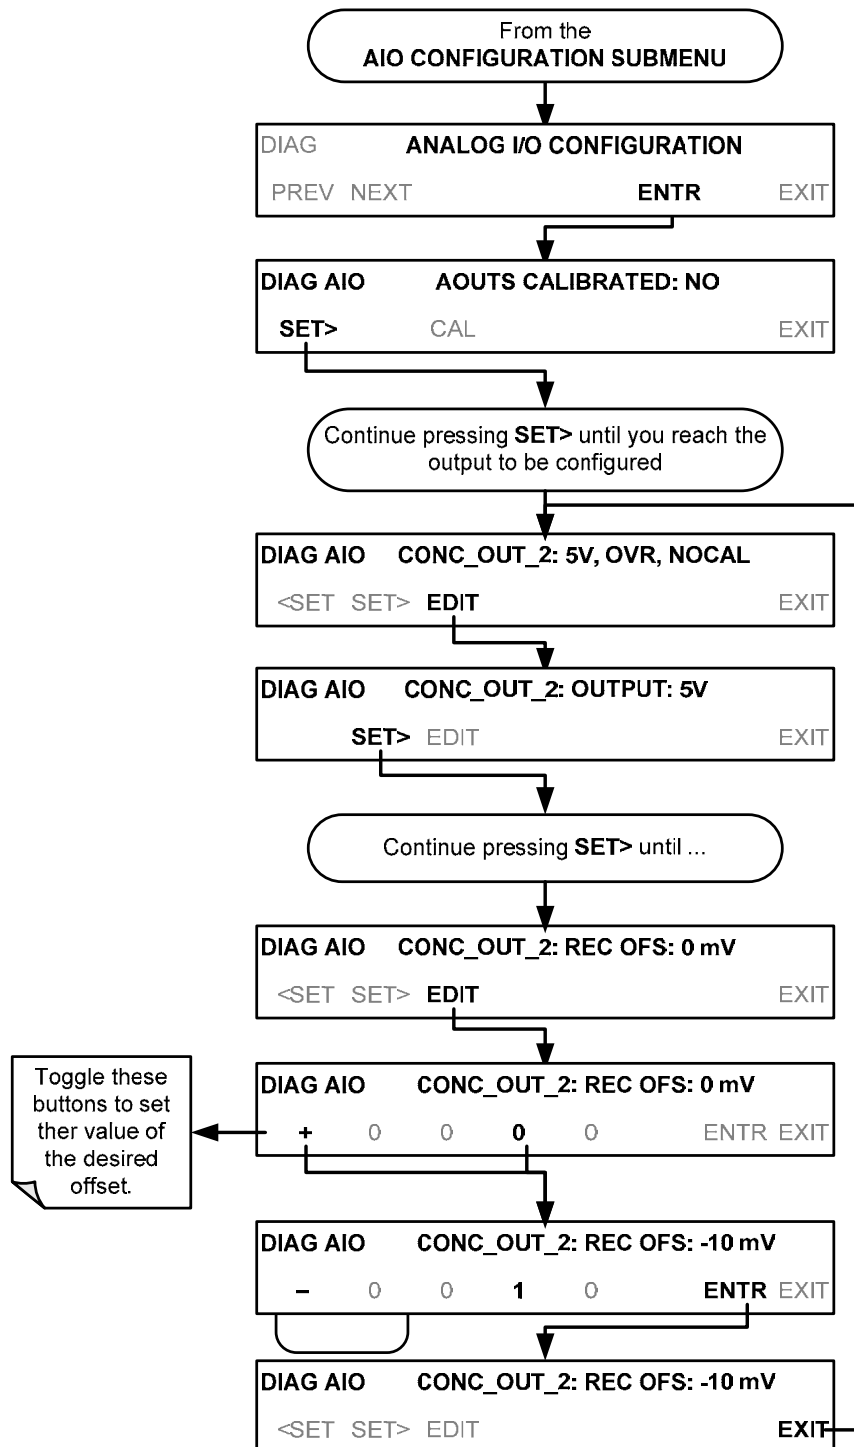 From the
AIO CONFIGURATION SUBMENU
DIAG ANALOG I/O CONFIGURATION
PREV NEXT ENTR EXIT
DIAG AIO AOUTS CALIBRATED: NO
SET> CAL EXIT
Continue pressing SET> until you reach the
output to be configured
DIAG AIO CONC_OUT_2: 5V, OVR, NOCAL
<SET SET> EDIT EXIT
DIAG AIO CONC_OUT_2: OUTPUT: 5V
SET> EDIT EXIT
Continue pressing SET> until ...
DIAG AIO CONC_OUT_2: REC OFS: 0 mV
<SET SET> EDIT EXIT
Toggle these
buttons to set
ther value of
the desired
offset.
DIAG AIO CONC_OUT_2: REC OFS: 0 mV
+ 0 0 0 0 ENTR EXIT
DIAG AIO CONC_OUT_2: REC OFS: -10 mV
– 0 0 1 0 ENTR EXIT
DIAG AIO CONC_OUT_2: REC OFS: -10 mV
<SET SET> EDIT EXIT